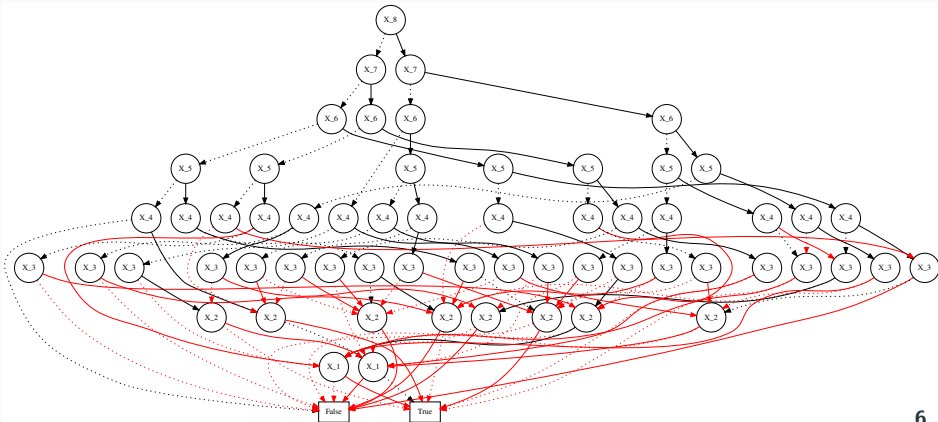 X_8
X_7 X_7
X_6 X_6 X_6 X_6
X_5 X_5 X_5 X_5 X_5 X_5 X_5
X_4 X_4 X_4 X_4 X_4 X_4 X_4 X_4 X_4 X_4 X_4 X_4 X_4 X_4 X_4
X_3 X_3 X_3 X_3 X_3 X_3 X_3 X_3 X_3 X_3 X_3 X_3 X_3 X_3 X_3 X_3 X_3 X_3 X_3 X_3 X_3
X_2 X_2 X_2 X_2 X_2 X_2 X_2 X_2
X_1 X_1
False True
6